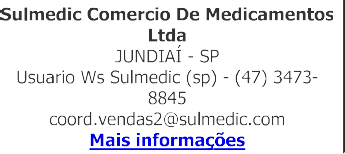 Sulmedic Comercio De Medicamentos
Ltda
JUNDIAÍ - SP
Usuario Ws Sulmedic (sp) - (47) 3473-
8845
coord.vendas2@sulmedic.com
Mais informações